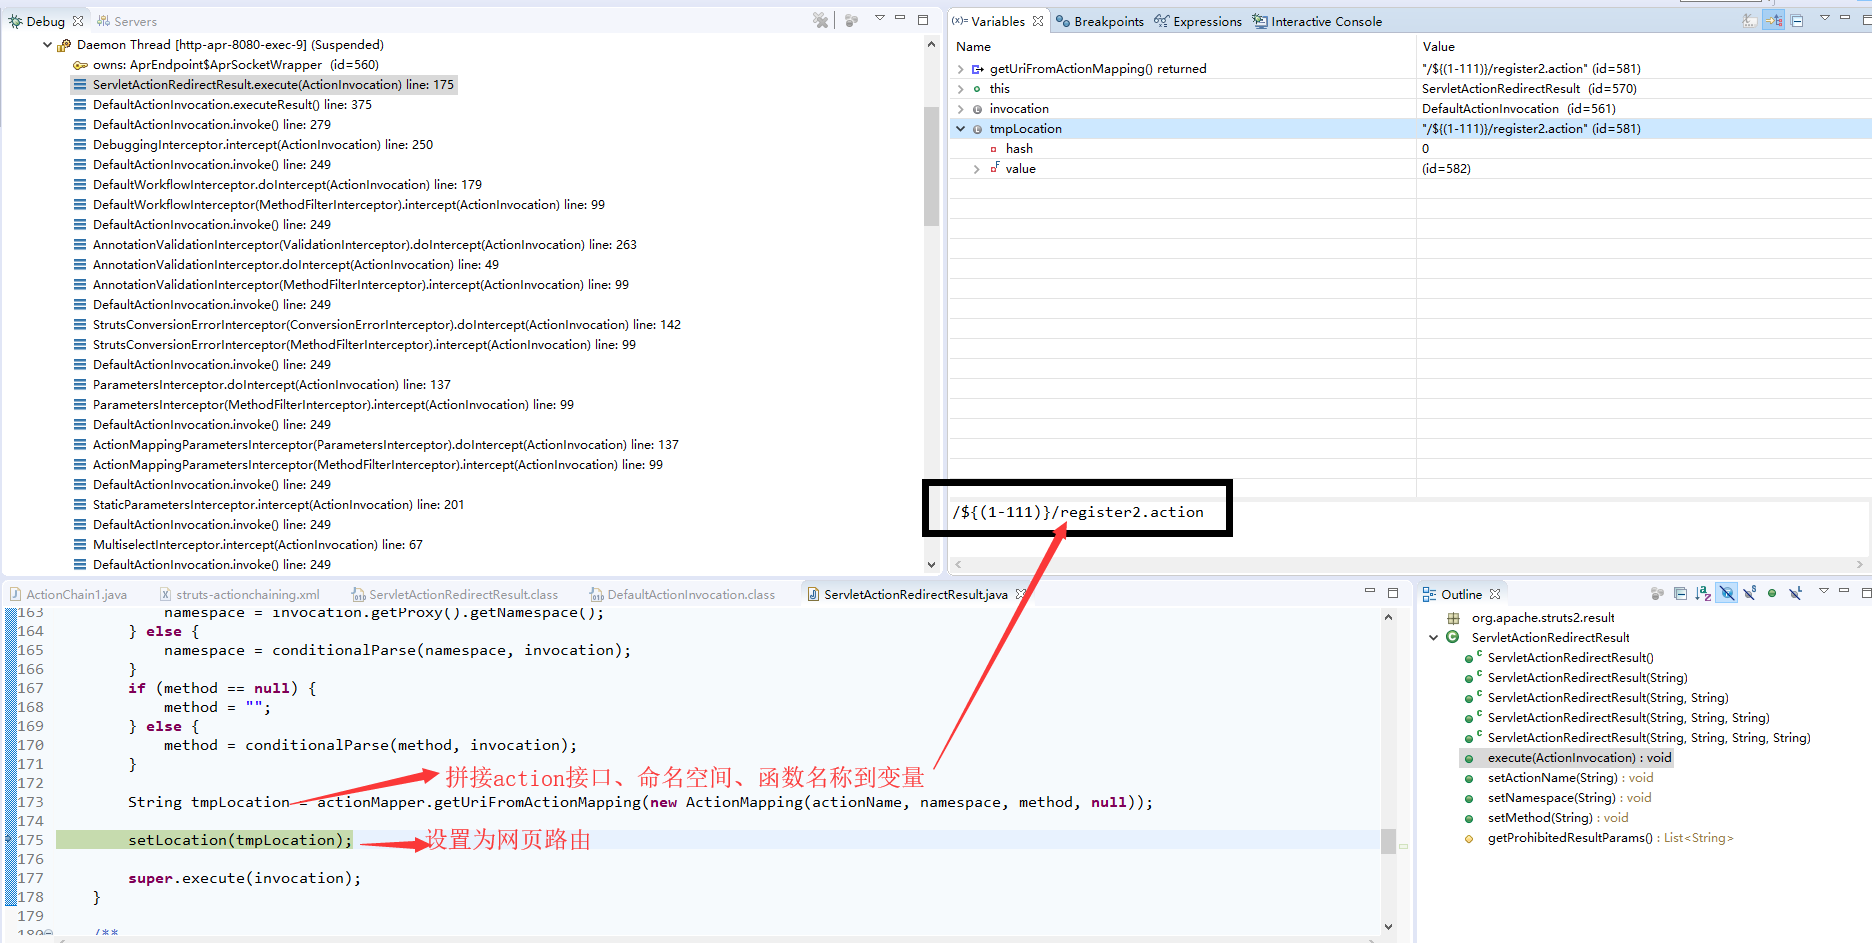 Debug
Servers
Daemon Thread [http-apr-8080-exec-9] (Suspended)
owns: AprEndpoint$AprSocketWrapper (id=560)
ServletActionRedirectResult.execute(ActionInvocation) line: 175
DefaultActionInvocation.executeResult() line: 375
DefaultActionInvocation.invoke() line: 279
DebuggingInterceptor.intercept(ActionInvocation) line: 250
DefaultActionInvocation.invoke() line: 249
DefaultWorkflowInterceptor.doIntercept(ActionInvocation) line: 179
DefaultWorkflowInterceptor(MethodFilterInterceptor).intercept(ActionInvocation) line: 99
DefaultActionInvocation.invoke() line: 249
AnnotationValidationInterceptor(ValidationInterceptor).doIntercept(ActionInvocation) line: 263
AnnotationValidationInterceptor.doIntercept(ActionInvocation) line: 49
AnnotationValidationInterceptor(MethodFilterInterceptor).intercept(ActionInvocation) line: 99
DefaultActionInvocation.invoke() line: 249
StrutsConversionErrorInterceptor(ConversionErrorInterceptor).doIntercept(ActionInvocation) line: 142
StrutsConversionErrorInterceptor(MethodFilterInterceptor).intercept(ActionInvocation) line: 99
DefaultActionInvocation.invoke() line: 249
ParametersInterceptor.doIntercept(ActionInvocation) line: 137
ParametersInterceptor(MethodFilterInterceptor).intercept(ActionInvocation) line: 99
DefaultActionInvocation.invoke() line: 249
ActionMappingParametersInterceptor(ParametersInterceptor).doIntercept(ActionInvocation) line: 137
ActionMappingParametersInterceptor(MethodFilterInterceptor).intercept(ActionInvocation) line: 99
DefaultActionInvocation.invoke() line: 249
StaticParametersInterceptor.intercept(ActionInvocation) line: 201
DefaultActionInvocation.invoke() line: 249
MultiselectInterceptor.intercept(ActionInvocation) line: 67
DefaultActionInvocation.invoke() line: 249
(x)= Variables
Breakpoints
Expressions
Interactive Console
Name Value
getUriFromActionMapping() returned "/${(1-111)}/register2.action" (id=581)
this ServletActionRedirectResult (id=570)
invocation DefaultActionInvocation (id=561)
tmpLocation "/${(1-111)}/register2.action" (id=581)
hash 0
value (id=582)
/${(1-111)}/register2.action
ActionChain1.java
struts-actionchaining.xml
ServletActionRedirectResult.class
DefaultActionInvocation.class
ServletActionRedirectResult.java
163 namespace = invocation.getProxy().getNamespace();
164 } else {
165 namespace = conditionalParse(namespace, invocation);
166 }
167 if (method == null) {
168 method = "";
169 } else {
170 method = conditionalParse(method, invocation);
171 }
172
拼接action接口、命名空间、函数名称到变量
173 String tmpLocation = actionMapper.getUriFromActionMapping(new ActionMapping(actionName, namespace, method, null));
174
175 setLocation(tmpLocation); 设置为网页路由
176
177 super.execute(invocation);
178 }
179
180 /**
Outline
org.apache.struts2.result
ServletActionRedirectResult
ServletActionRedirectResult()
ServletActionRedirectResult(String)
ServletActionRedirectResult(String, String)
ServletActionRedirectResult(String, String, String)
ServletActionRedirectResult(String, String, String, String)
execute(ActionInvocation) : void
setActionName(String) : void
setNamespace(String) : void
setMethod(String) : void
getProhibitedResultParams() : List<String>